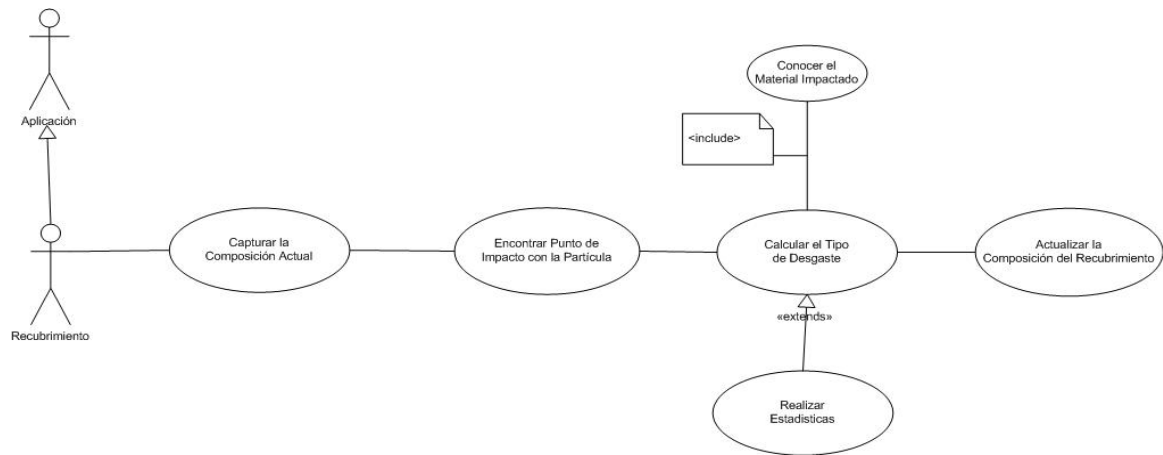 Aplicación
Conocer el
Material Impactado
<include>
Recubrimiento
Capturar la
Composición Actual
Encontrar Punto de
Impacto con la Partícula
Calcular el Tipo
de Desgaste
Actualizar la
Composición del Recubrimiento
«extends»
Realizar
Estadisticas